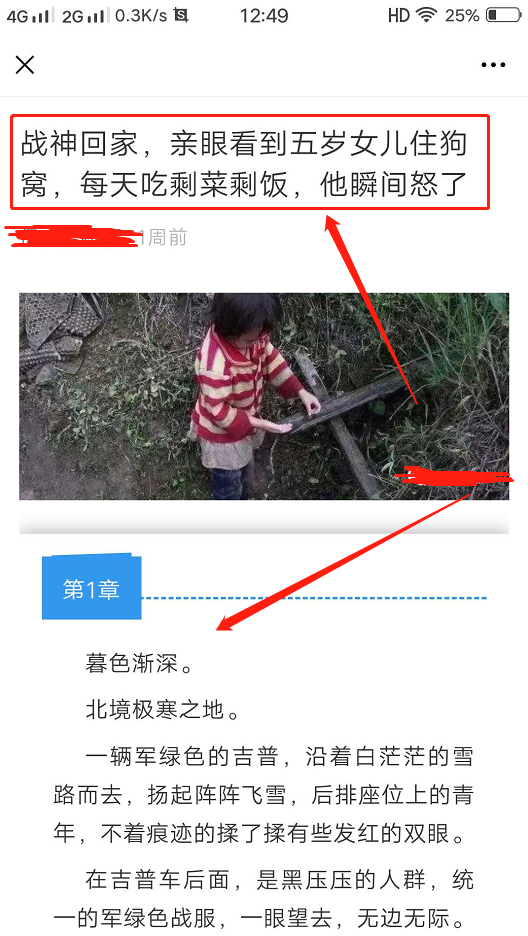 4G 2G 0.3K/s 12:49 HD 25%
战神回家，亲眼看到五岁女儿住狗
窝，每天吃剩菜剩饭，他瞬间怒了
1周前
第1章
暮色渐深。
北境极寒之地。
一辆军绿色的吉普，沿着白茫茫的雪
路而去，扬起阵阵飞雪，后排座位上的青
年，不着痕迹的揉了揉有些发红的双眼。
在吉普车后面，是黑压压的人群，统
一的军绿色战服，一眼望去，无边无际。